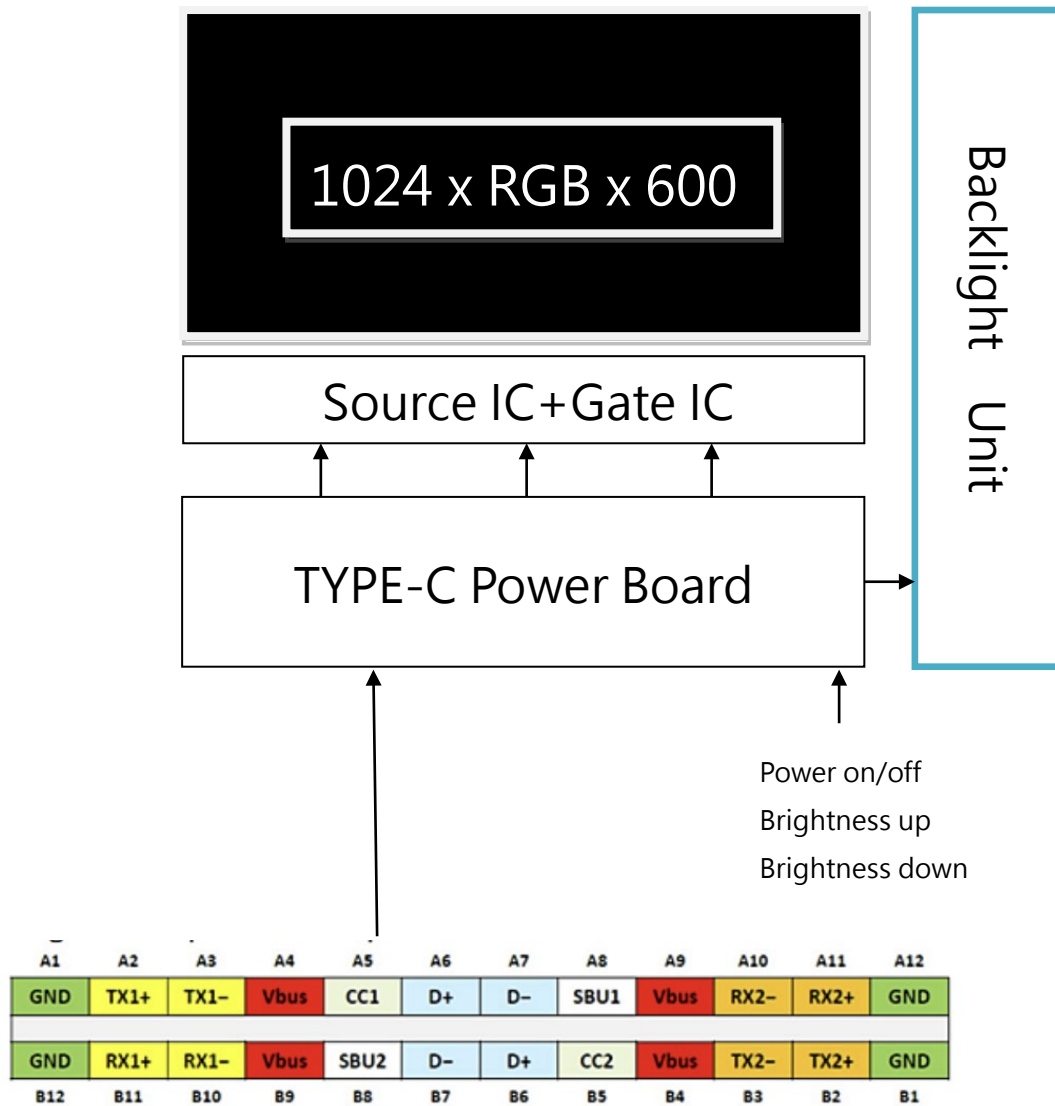 1024 x RGB x 600
Backlight Unit
Source IC+Gate IC
TYPE-C Power Board
Power on/off
Brightness up
Brightness down
A1 A2 A3 A4 A5 A6 A7 A8 A9 A10 A11 A12
GND TX1+ TX1− Vbus CC1 D+ D− SBU1 Vbus RX2− RX2+ GND
GND RX1+ RX1− Vbus SBU2 D− D+ CC2 Vbus TX2− TX2+ GND
B12 B11 B10 B9 B8 B7 B6 B5 B4 B3 B2 B1